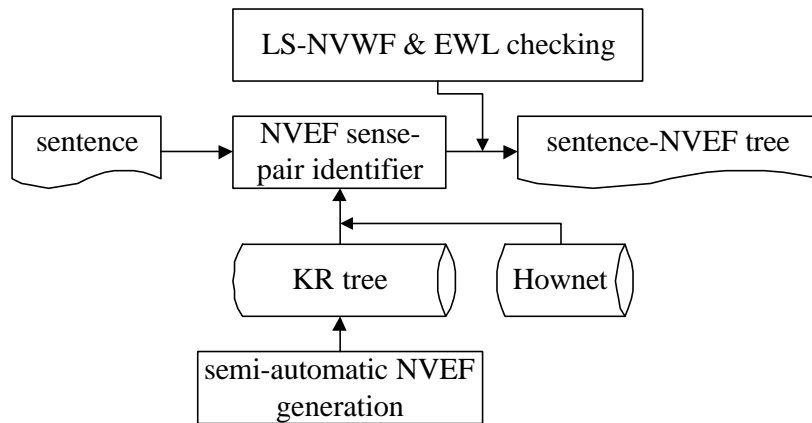 LS-NVWF & EWL checking
sentence
NVEF sense-
pair identifier
sentence-NVEF tree
KR tree
Hownet
semi-automatic NVEF
generation